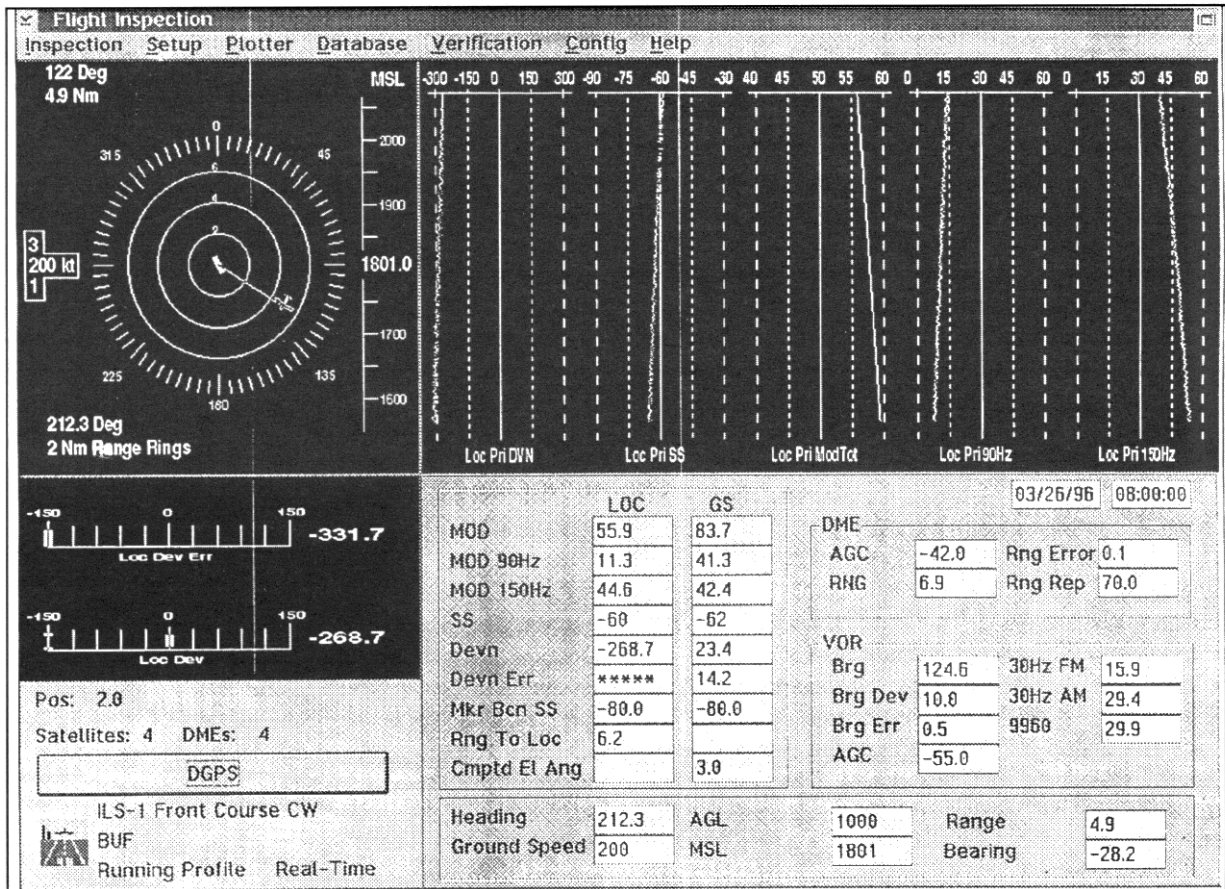 Flight Inspection
Inspection Setup Plotter Database Verification Config Help
122 Deg
4.9 Nm
MSL
0
45
135
180
225
315
6
4
2
3
200 kt
1
2000
1900
1801.0
1700
1600
212.3 Deg
2 Nm Range Rings
-300 -150 0 150 300
-90 -75 -60 -45 -30
40 45 50 55 60
0 15 30 45 60
0 15 30 45 60
Loc Pri DVN
Loc Pri SS
Loc Pri ModTot
Loc Pri 90Hz
Loc Pri 150Hz
-150 0 150
-331.7
Loc Dev Err
-150 0 150
-268.7
Loc Dev
Pos: 2.0
Satellites: 4 DMEs: 4
DGPS
ILS-1 Front Course CW
BUF
Running Profile Real-Time
LOC GS
MOD 55.9 83.7
MOD 90Hz 11.3 41.3
MOD 150Hz 44.6 42.4
SS -60 -62
Devn -268.7 23.4
Devn Err ***** 14.2
Mkr Bcn SS -80.0 -80.0
Rng To Loc 6.2
Cmptd El Ang 3.0
03/26/96 08:00:00
DME
AGC -42.0 Rng Error 0.1
RNG 6.9 Rng Rep 70.0
VOR
Brg 124.6 30Hz FM 15.9
Brg Dev 10.0 30Hz AM 29.4
Brg Err 0.5 9960 29.9
AGC -55.0
Heading 212.3 AGL 1000 Range 4.9
Ground Speed 200 MSL 1801 Bearing -28.2